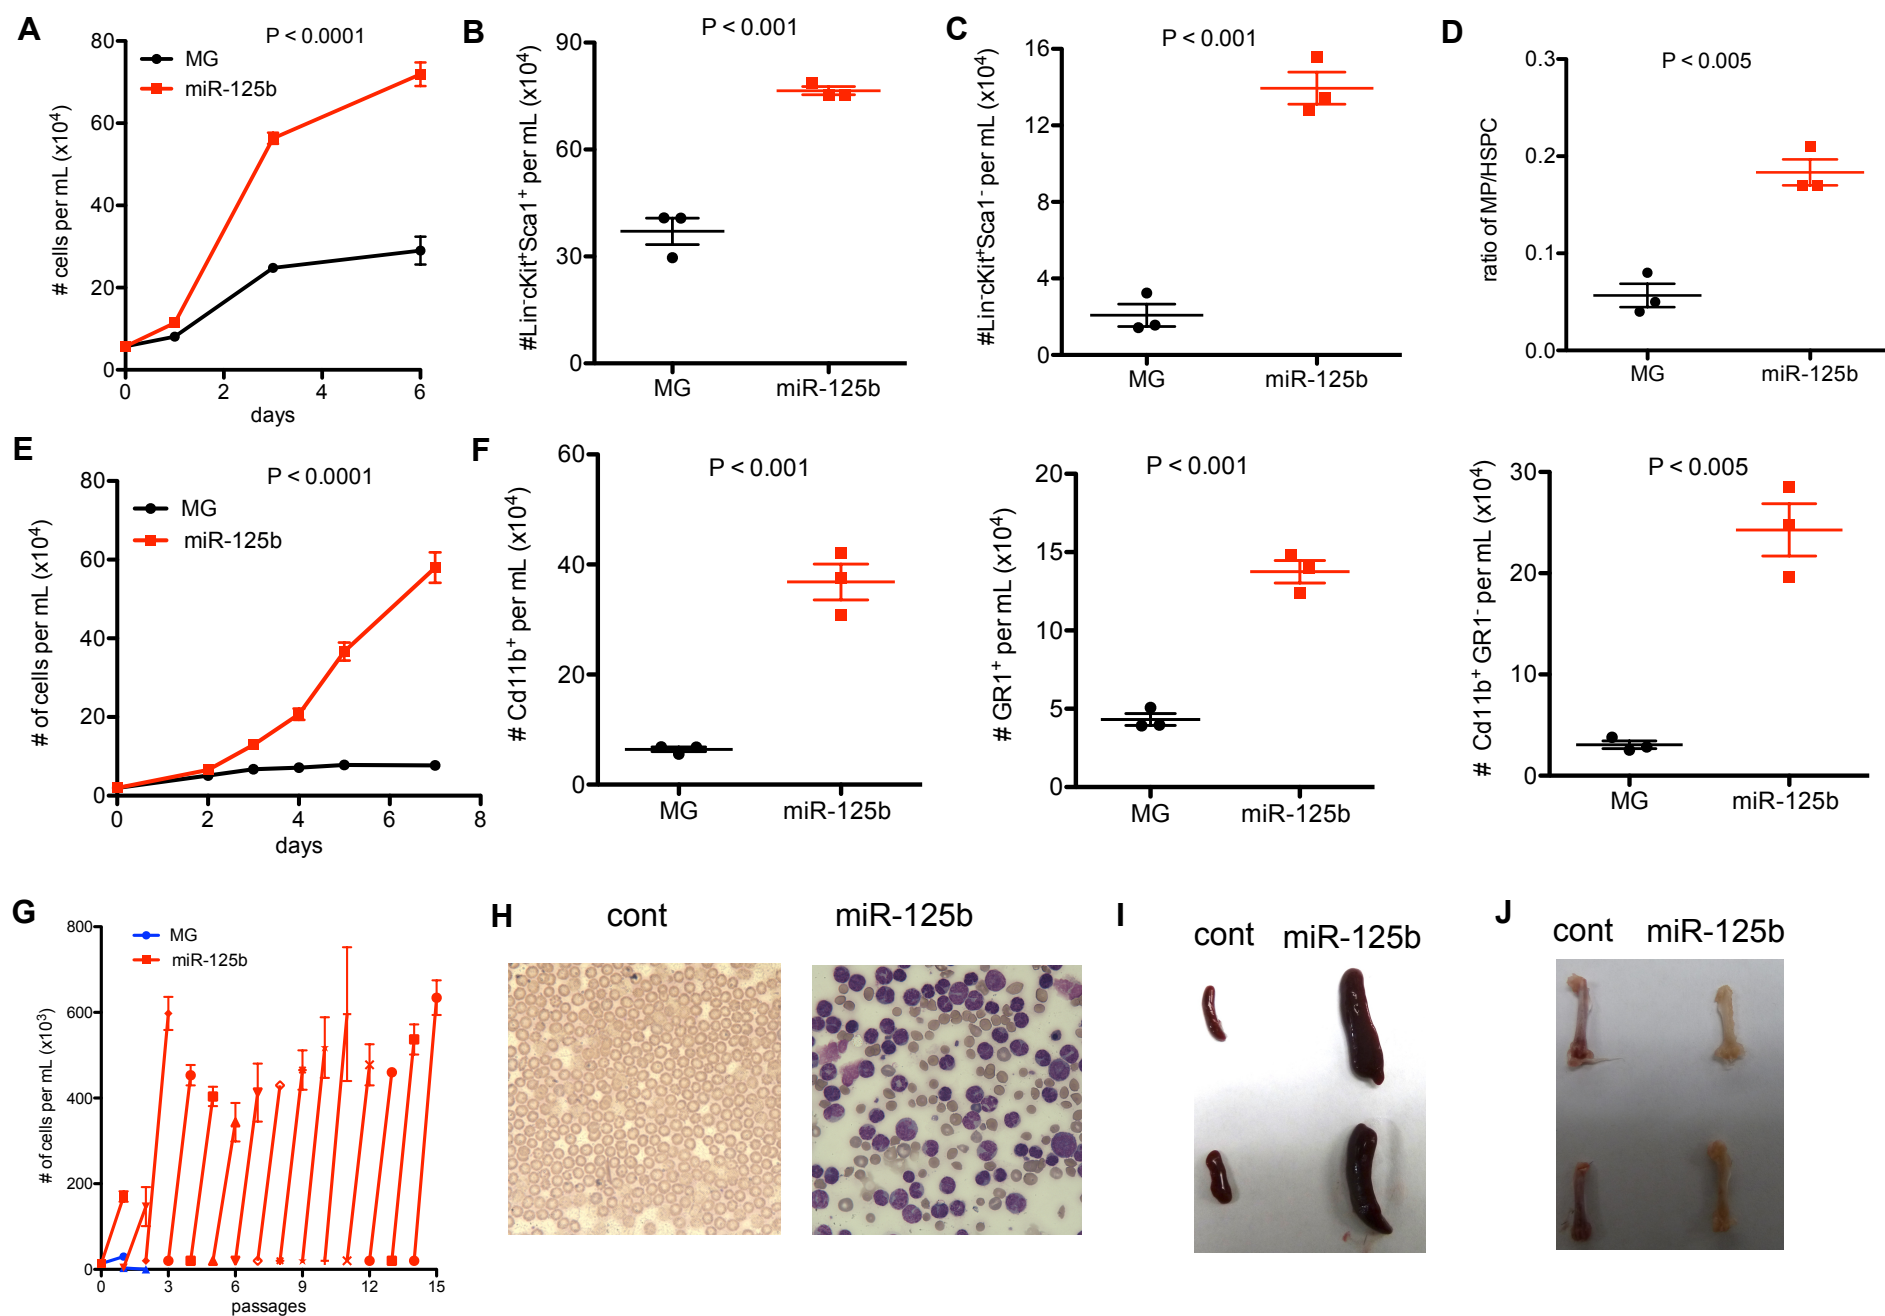 A
P < 0.0001
MG
miR-125b
# cells per mL (x10⁴)
80
60
40
20
0
0 2 4 6
days
B
P < 0.001
#Lin⁻cKit⁺Sca1⁺ per mL (x10⁴)
90
60
30
0
MG miR-125b
C
P < 0.001
#Lin⁻cKit⁺Sca1⁻ per mL (x10⁴)
16
12
8
4
0
MG miR-125b
D
P < 0.005
ratio of MP/HSPC
0.3
0.2
0.1
0.0
MG miR-125b
E
P < 0.0001
MG
miR-125b
# of cells per mL (x10⁴)
80
60
40
20
0
0 2 4 6 8
days
F
P < 0.001
# Cd11b⁺ per mL (x10⁴)
60
40
20
0
MG miR-125b
P < 0.001
# GR1⁺ per mL (x10⁴)
20
15
10
5
0
MG miR-125b
P < 0.005
# Cd11b⁺ GR1⁻ per mL (x10⁴)
30
20
10
0
MG miR-125b
G
MG
miR-125b
# of cells per mL (x10³)
800
600
400
200
0
0 3 6 9 12 15
passages
H
cont miR-125b
I
cont miR-125b
J
cont miR-125b